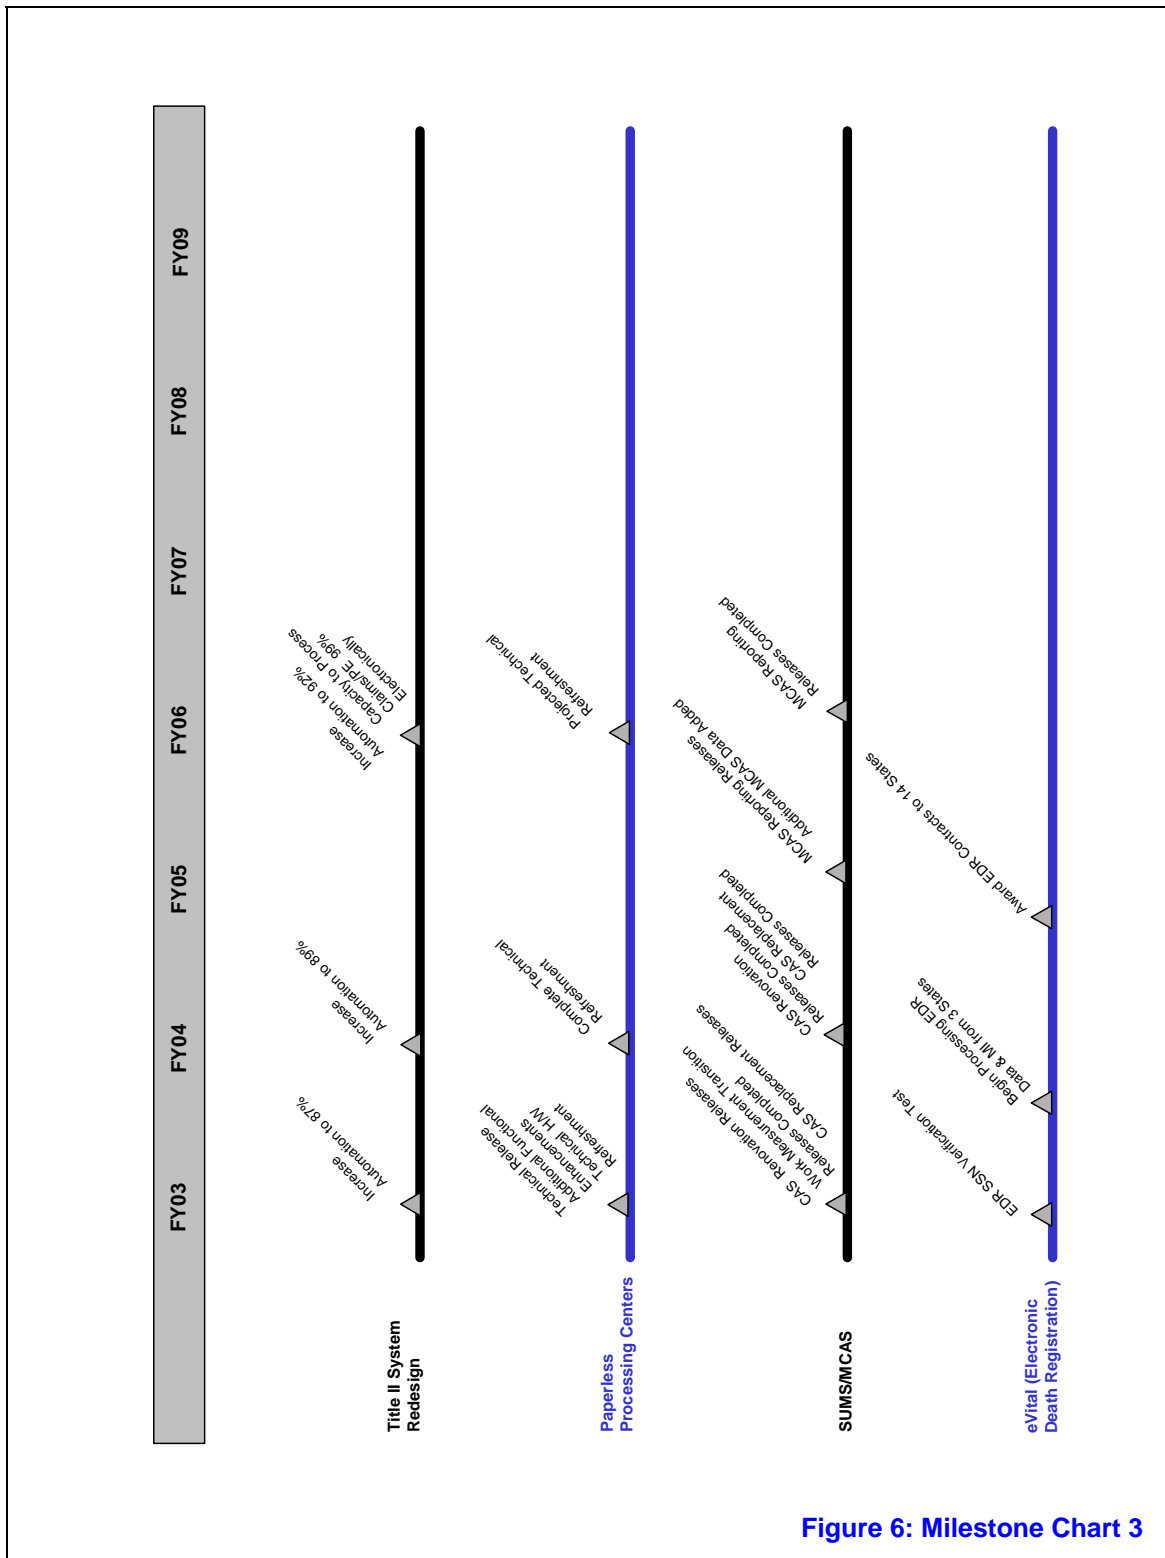 FY03
FY04
FY05
FY06
FY07
FY08
FY09
Title II System
Redesign
Increase
Automation to 87%
Increase
Automation to 89%
Increase
Automation to 92%
Capacity to Process
Claims/PE 99%
Electronically
Paperless
Processing Centers
Technical Release
Additional Functional
Enhancements
Technical H/W
Refreshment
Complete Technical
Refreshment
Projected Technical
Refreshment
SUMS/MCAS
CAS Renovation Releases
Work Measurement Transition
Releases Completed
CAS Replacement Releases
CAS Renovation
Releases Completed
CAS Replacement
Releases Completed
MCAS Reporting Releases
Additional MCAS Data Added
MCAS Reporting
Releases Completed
eVital (Electronic
Death Registration)
EDR SSN Verification Test
Begin Processing EDR
Data & MI from 3 States
Award EDR Contracts to 14 States
Figure 6: Milestone Chart 3